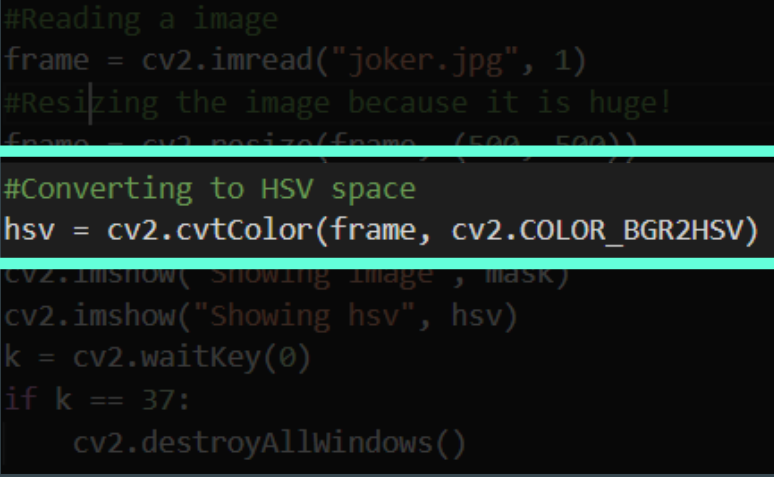 #Reading a image
frame = cv2.imread("joker.jpg", 1)
#Resizing the image because it is huge!
frame = cv2.resize(frame, (500, 500))
#Converting to HSV space
hsv = cv2.cvtColor(frame, cv2.COLOR_BGR2HSV)
cv2.imshow("Showing image", mask)
cv2.imshow("Showing hsv", hsv)
k = cv2.waitKey(0)
if k == 37:
    cv2.destroyAllWindows()